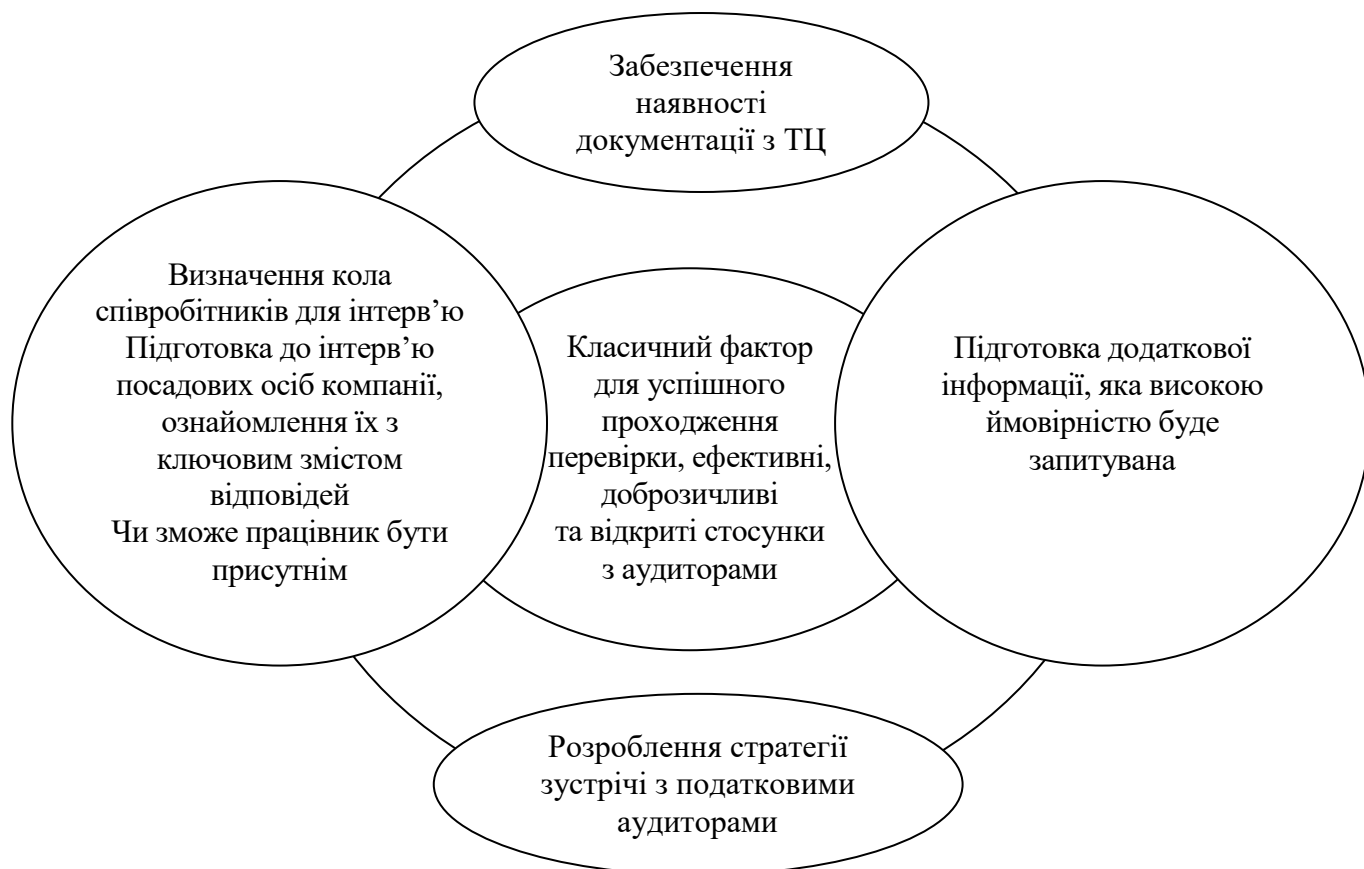 Забезпечення
наявності
документації з ТЦ
Визначення кола
співробітників для інтерв’ю
Підготовка до інтерв’ю
посадових осіб компанії,
ознайомлення їх з
ключовим змістом
відповідей
Чи зможе працівник бути
присутнім
Класичний фактор
для успішного
проходження
перевірки, ефективні,
доброзичливі
та відкриті стосунки
з аудиторами
Підготовка додаткової
інформації, яка високою
ймовірністю буде
запитувана
Розроблення стратегії
зустрічі з податковими
аудиторами